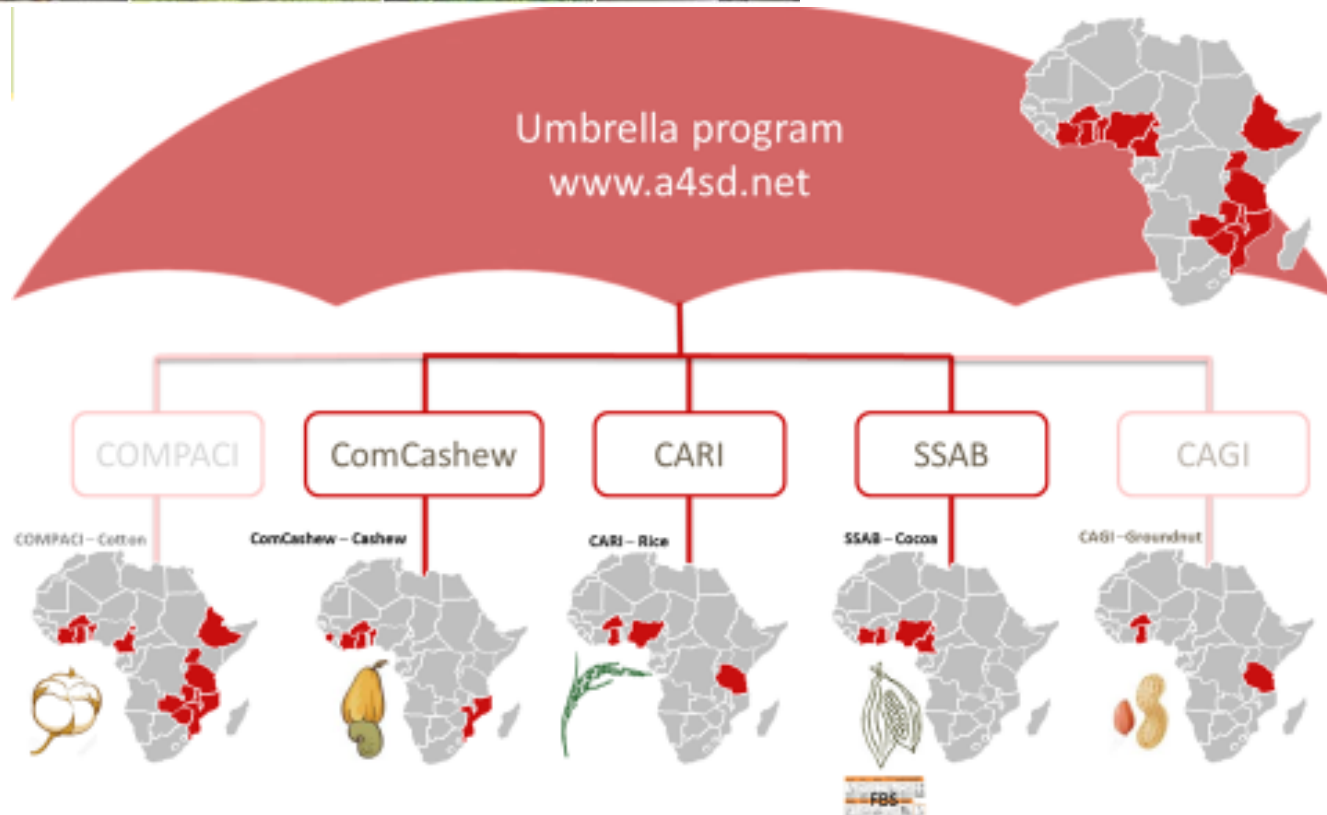 Umbrella program
www.a4sd.net
COMPACI
ComCashew
CARI
SSAB
CAGI
COMPACI – Cotton
ComCashew – Cashew
CARI – Rice
SSAB – Cocoa
CAGI –Groundnut
FBS